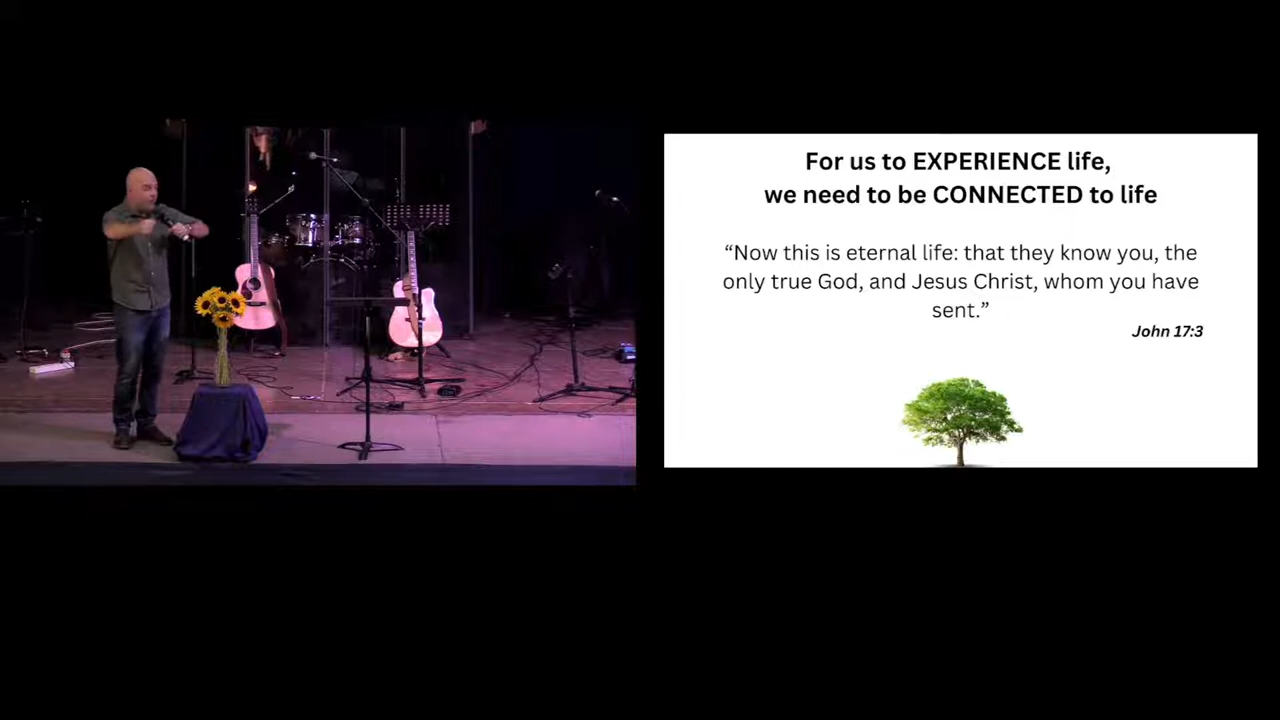 For us to EXPERIENCE life,
we need to be CONNECTED to life
“Now this is eternal life: that they know you, the
only true God, and Jesus Christ, whom you have
sent.”
John 17:3